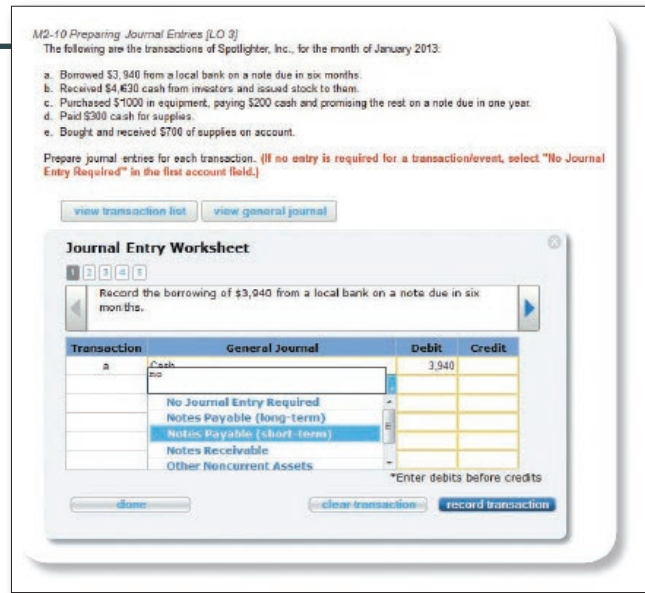 M2-10 Preparing Journal Entries [LO 3]
The following are the transactions of Spotlighter, Inc., for the month of January 2013:
a. Borrowed $3,940 from a local bank on a note due in six months.
b. Received $4,630 cash from investors and issued stock to them.
c. Purchased $1000 in equipment, paying $200 cash and promising the rest on a note due in one year.
d. Paid $300 cash for supplies.
e. Bought and received $700 of supplies on account.
Prepare journal entries for each transaction. (If no entry is required for a transaction/event, select "No Journal
Entry Required" in the first account field.)
view transaction list view general journal
Journal Entry Worksheet
1 2 3 4 5
Record the borrowing of $3,940 from a local bank on a note due in six
months.
Transaction General Journal Debit Credit
a Cash 3,940
no
No Journal Entry Required
Notes Payable (long-term)
Notes Payable (short-term)
Notes Receivable
Other Noncurrent Assets
*Enter debits before credits
done clear transaction record transaction